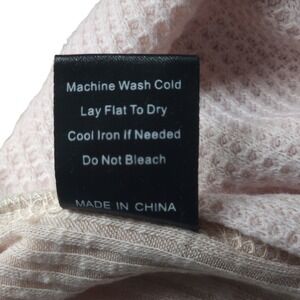 Machine Wash Cold
Lay Flat To Dry
Cool Iron If Needed
Do Not Bleach
MADE IN CHINA